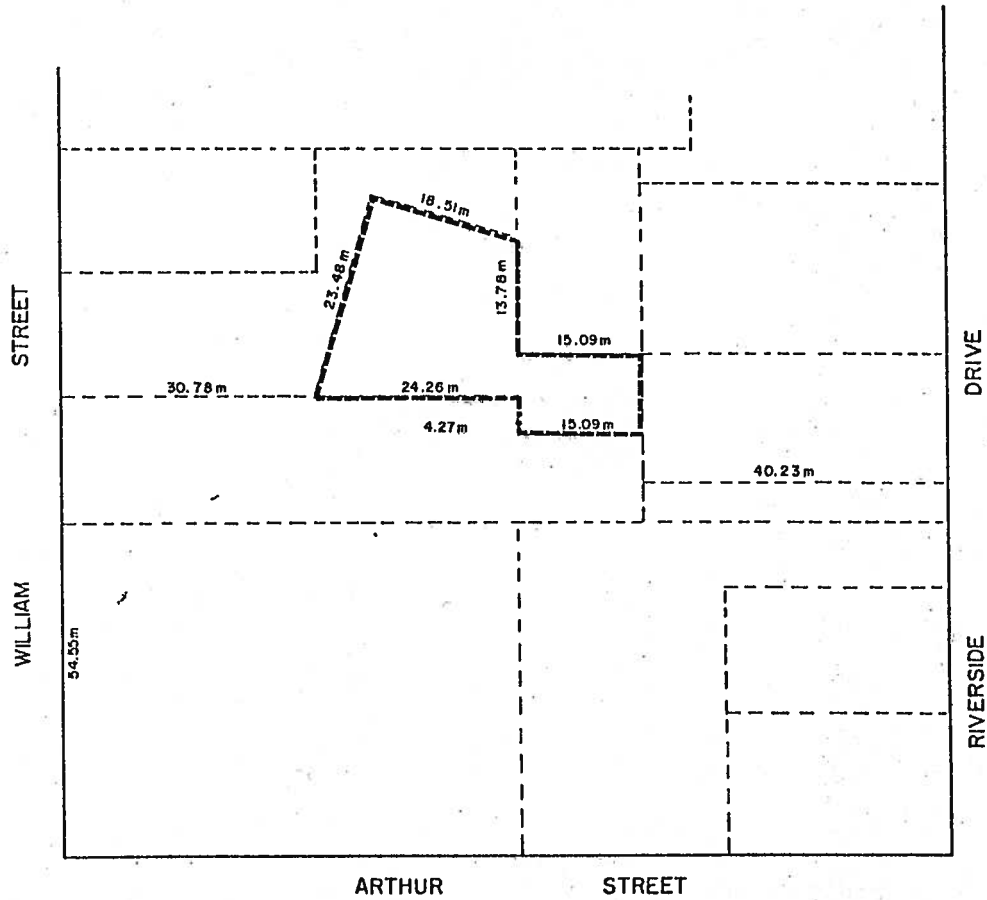 18.51m
23.48m
13.78m
15.09m
STREET
DRIVE
30.78m
24.26m
4.27m
15.09m
40.23m
WILLIAM
54.55m
RIVERSIDE
ARTHUR STREET